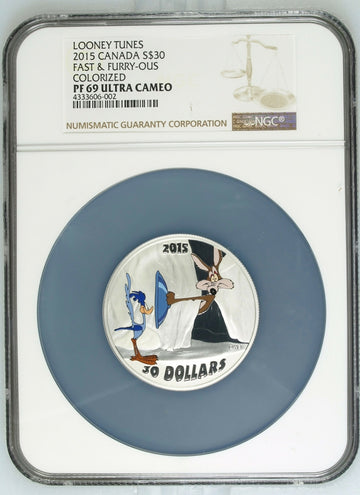 LOONEY TUNES
2015 CANADA S$30
FAST & FURRY-OUS
COLORIZED
PF 69 ULTRA CAMEO
4333606-002
NUMISMATIC GUARANTY CORPORATION
NGC®
2015
30 DOLLARS